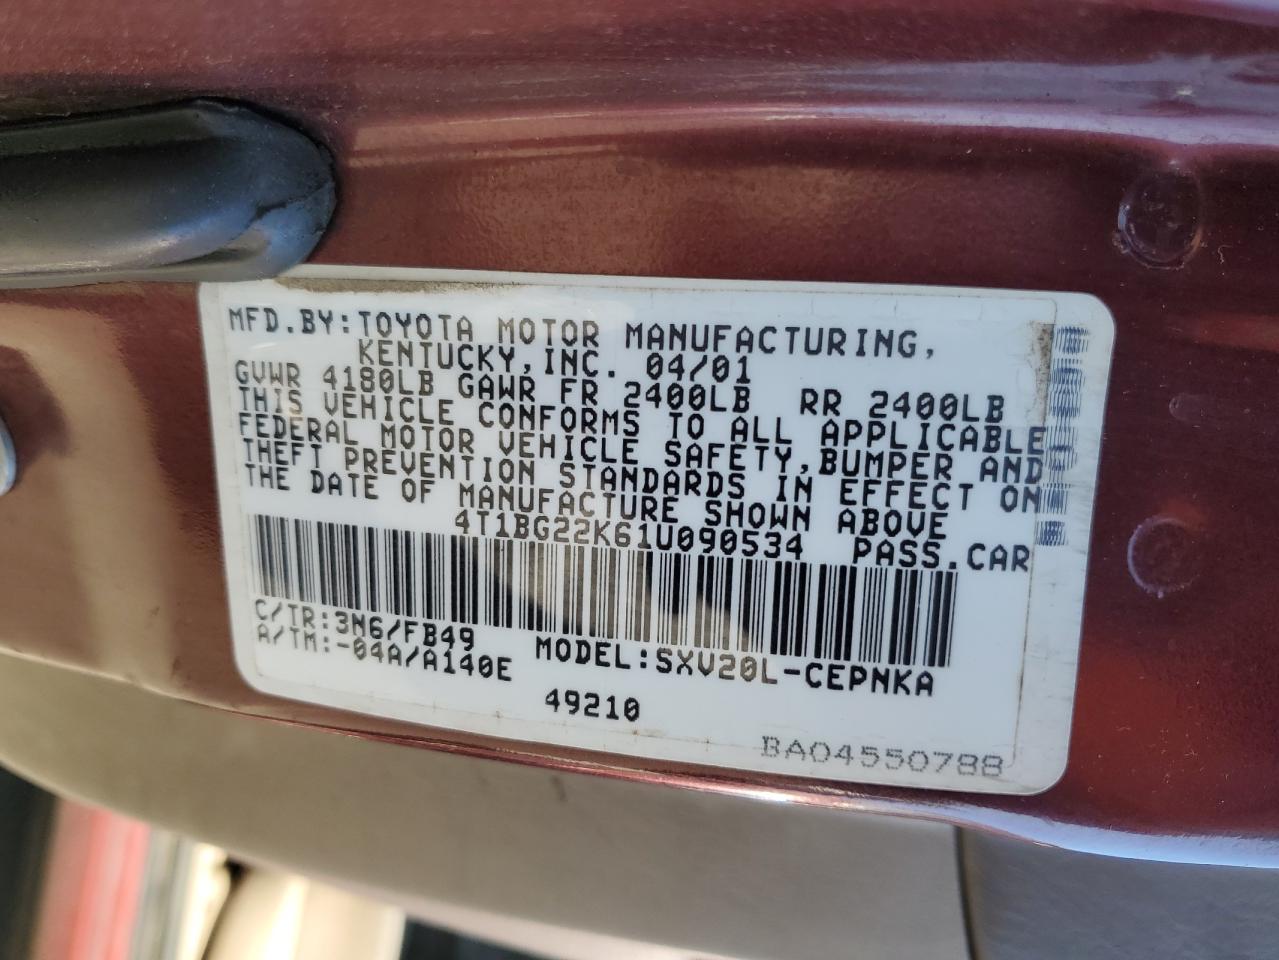 MFD.BY:TOYOTA MOTOR MANUFACTURING,
KENTUCKY,INC. 04/01
GVWR 4180LB GAWR FR 2400LB RR 2400LB
THIS VEHICLE CONFORMS TO ALL APPLICABLE
FEDERAL MOTOR VEHICLE SAFETY,BUMPER AND
THEFT PREVENTION STANDARDS IN EFFECT ON
THE DATE OF MANUFACTURE SHOWN ABOVE
4T1BG22K61U090534 PASS.CAR
C/TR:3N6/FB49 MODEL:SXV20L-CEPNKA
A/TM:-04A/A140E
49210
BA04550788